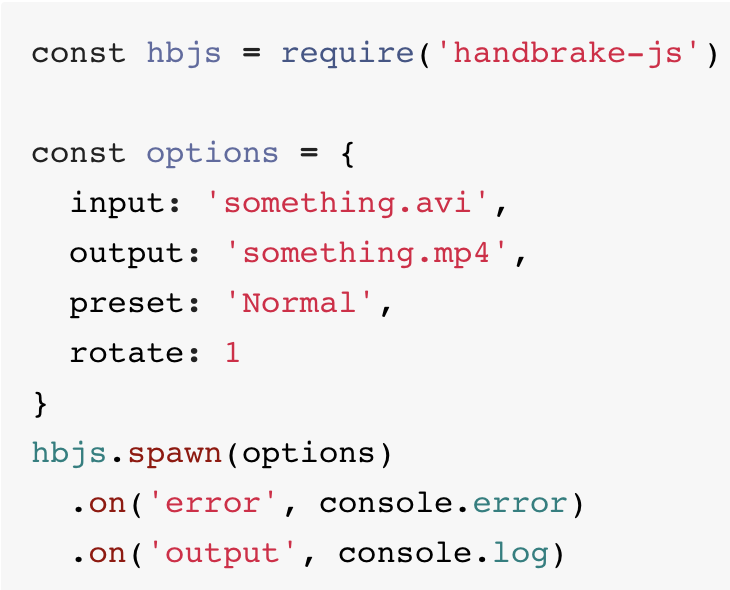 const hbjs = require('handbrake-js')
const options = {
  input: 'something.avi',
  output: 'something.mp4',
  preset: 'Normal',
  rotate: 1
}
hbjs.spawn(options)
  .on('error', console.error)
  .on('output', console.log)